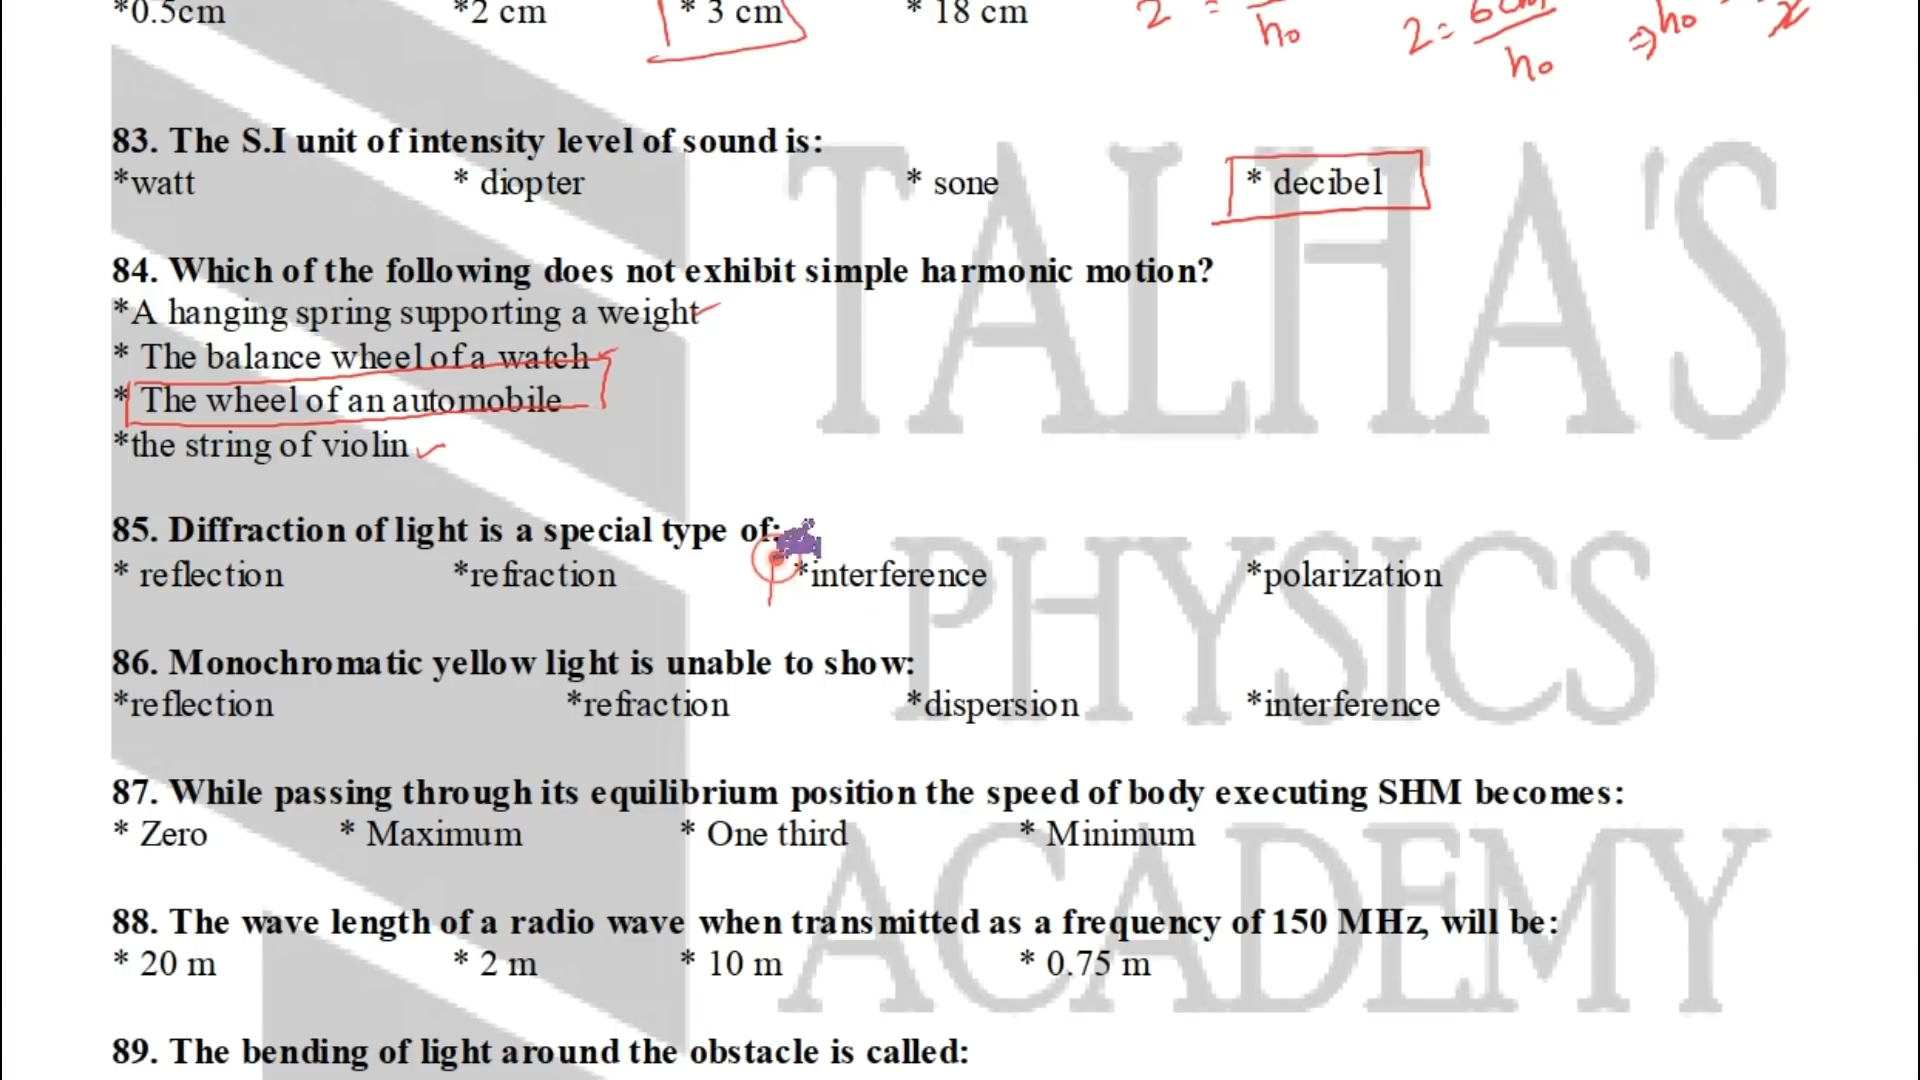 *0.5cm *2 cm * 3 cm * 18 cm 2 = h₀ 2 = 6cm h₀ ⇒ h₀
83. The S.I unit of intensity level of sound is:
*watt * diopter * sone * decibel
84. Which of the following does not exhibit simple harmonic motion?
*A hanging spring supporting a weight
* The balance wheel of a watch
* The wheel of an automobile
*the string of violin
85. Diffraction of light is a special type of:
* reflection *refraction *interference *polarization
86. Monochromatic yellow light is unable to show:
*reflection *refraction *dispersion *interference
87. While passing through its equilibrium position the speed of body executing SHM becomes:
* Zero * Maximum * One third * Minimum
88. The wave length of a radio wave when transmitted as a frequency of 150 MHz, will be:
* 20 m * 2 m * 10 m * 0.75 m
89. The bending of light around the obstacle is called:
TALHA'S
PHYSICS
ACADEMY